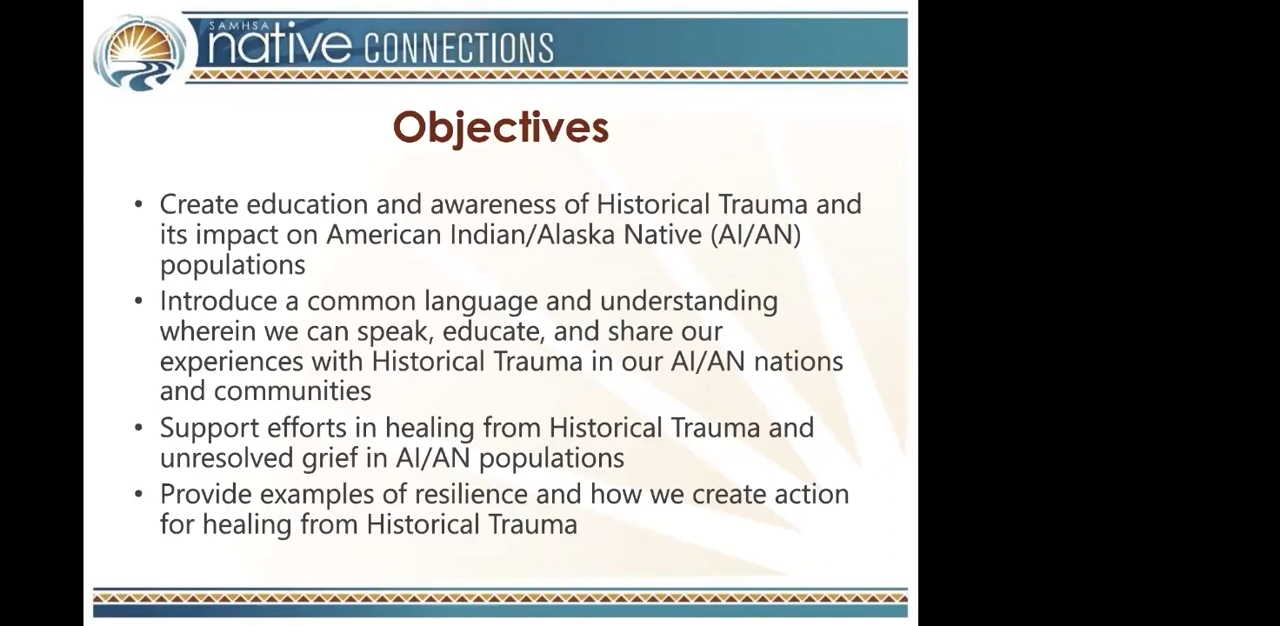 SAMHSA
native CONNECTIONS
Objectives
• Create education and awareness of Historical Trauma and
its impact on American Indian/Alaska Native (AI/AN)
populations
• Introduce a common language and understanding
wherein we can speak, educate, and share our
experiences with Historical Trauma in our AI/AN nations
and communities
• Support efforts in healing from Historical Trauma and
unresolved grief in AI/AN populations
• Provide examples of resilience and how we create action
for healing from Historical Trauma